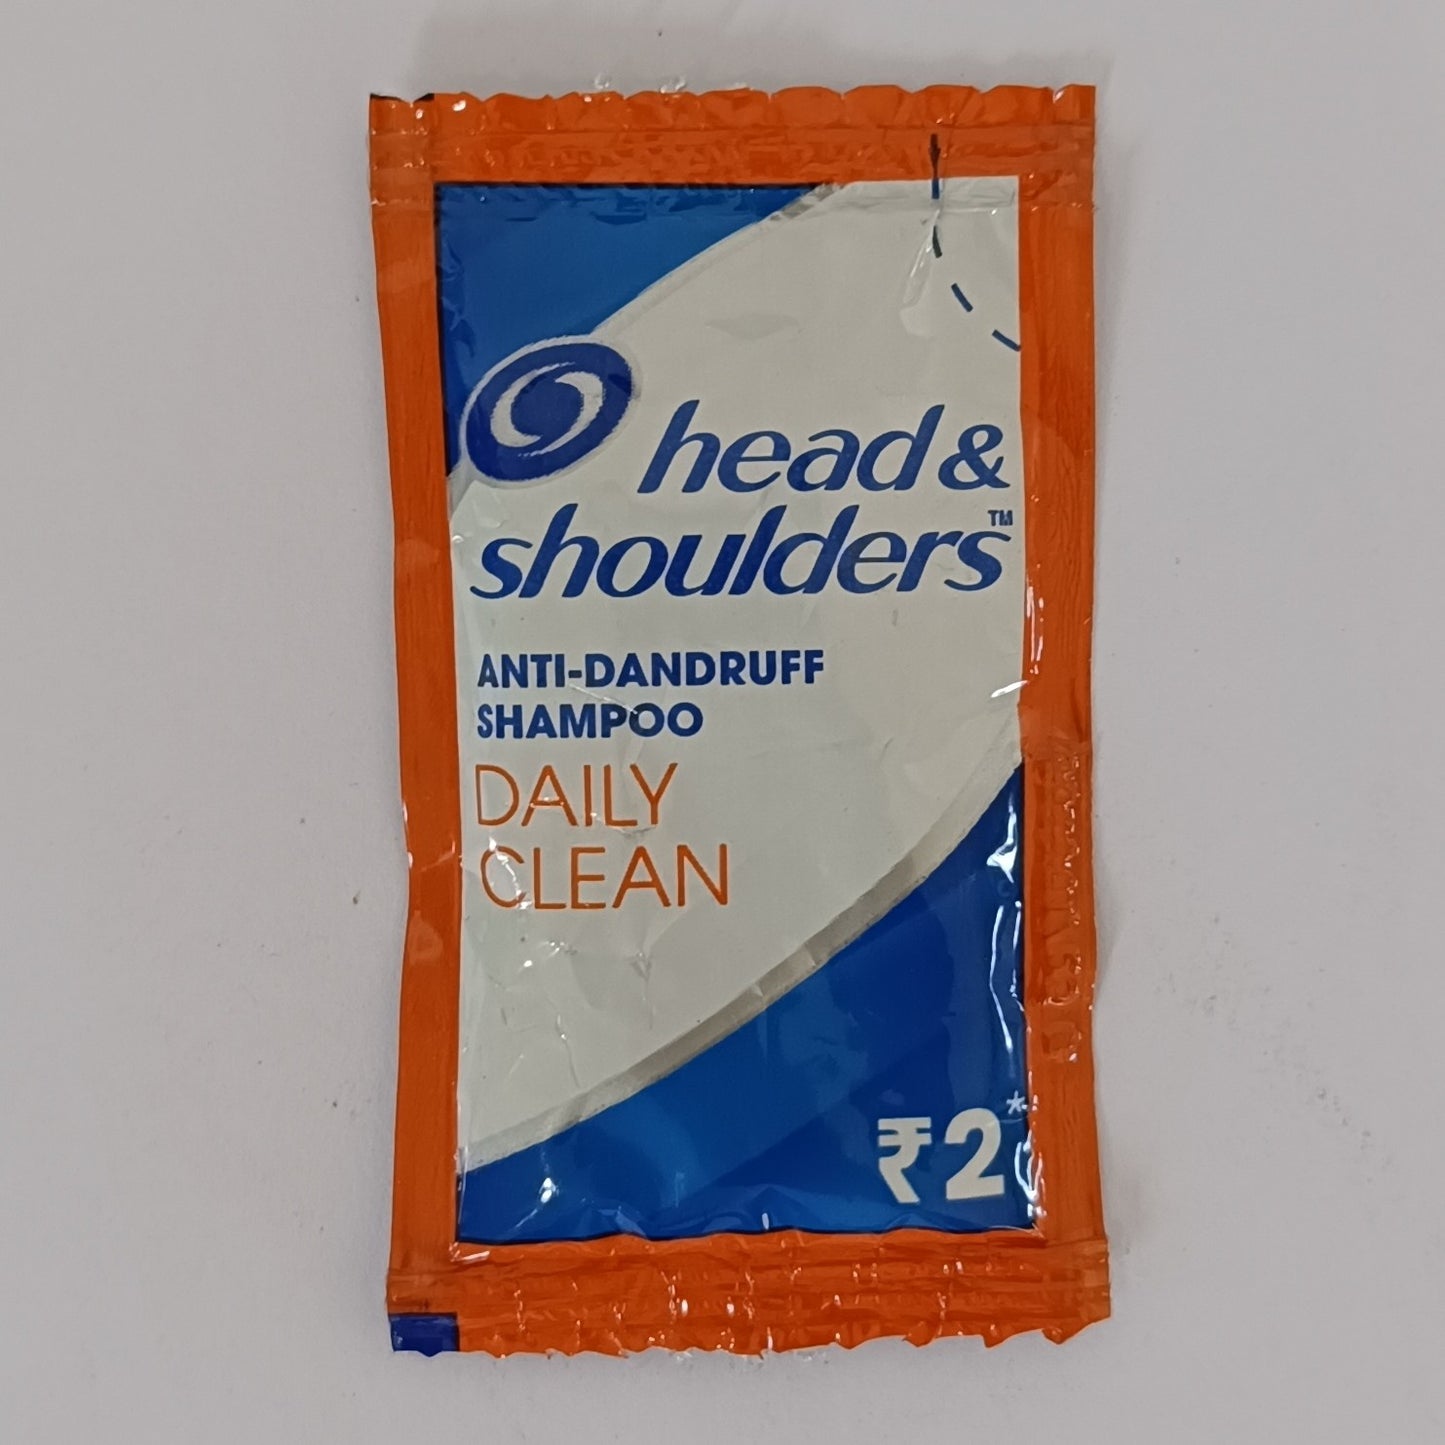 head &
shoulders™
ANTI-DANDRUFF
SHAMPOO
DAILY
CLEAN
₹2*